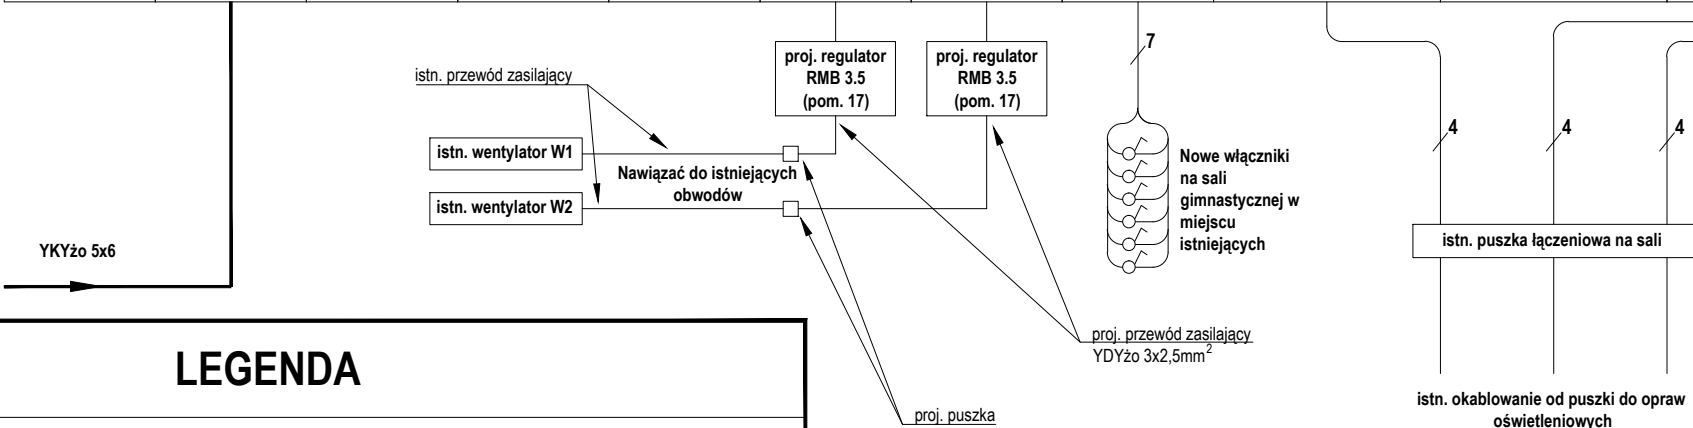 proj. regulator
RMB 3.5
(pom. 17)
proj. regulator
RMB 3.5
(pom. 17)
7
istn. przewód zasilający
istn. wentylator W1
Nawiązać do istniejących
obwodów
istn. wentylator W2
Nowe włączniki
na sali
gimnastycznej w
miejscu
istniejących
4
4
4
istn. puszka łączeniowa na sali
YKYżo 5x6
proj. przewód zasilający
YDYżo 3x2,5mm²
LEGENDA
proj. puszka
istn. okablowanie od puszki do opraw
oświetleniowych